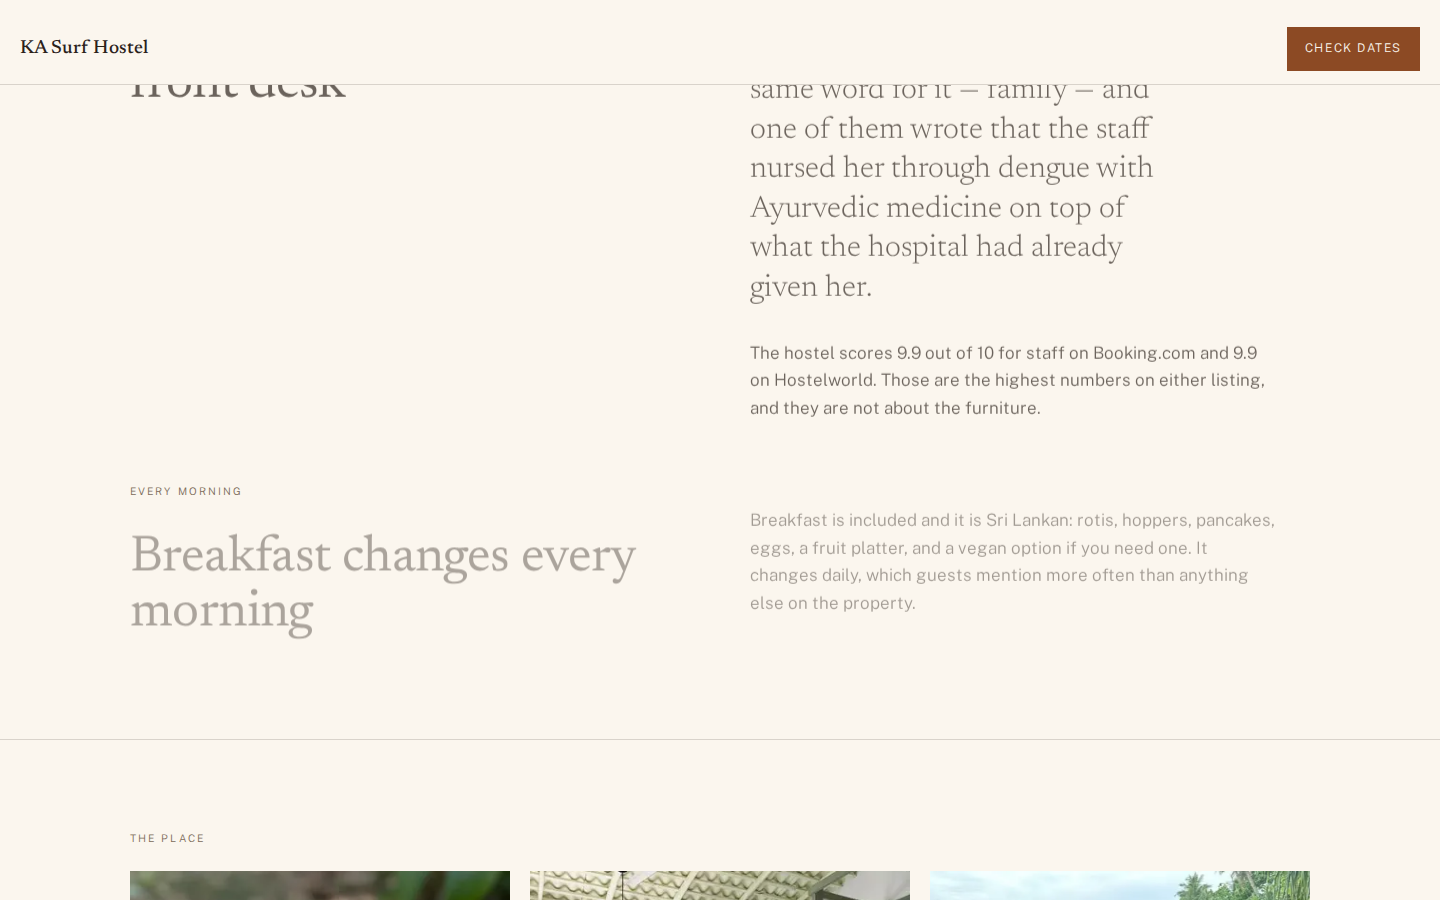 KA Surf Hostel
CHECK DATES
front desk
same word for it — family — and
one of them wrote that the staff
nursed her through dengue with
Ayurvedic medicine on top of
what the hospital had already
given her.
The hostel scores 9.9 out of 10 for staff on Booking.com and 9.9
on Hostelworld. Those are the highest numbers on either listing,
and they are not about the furniture.
EVERY MORNING
Breakfast changes every
morning
Breakfast is included and it is Sri Lankan: rotis, hoppers, pancakes,
eggs, a fruit platter, and a vegan option if you need one. It
changes daily, which guests mention more often than anything
else on the property.
THE PLACE